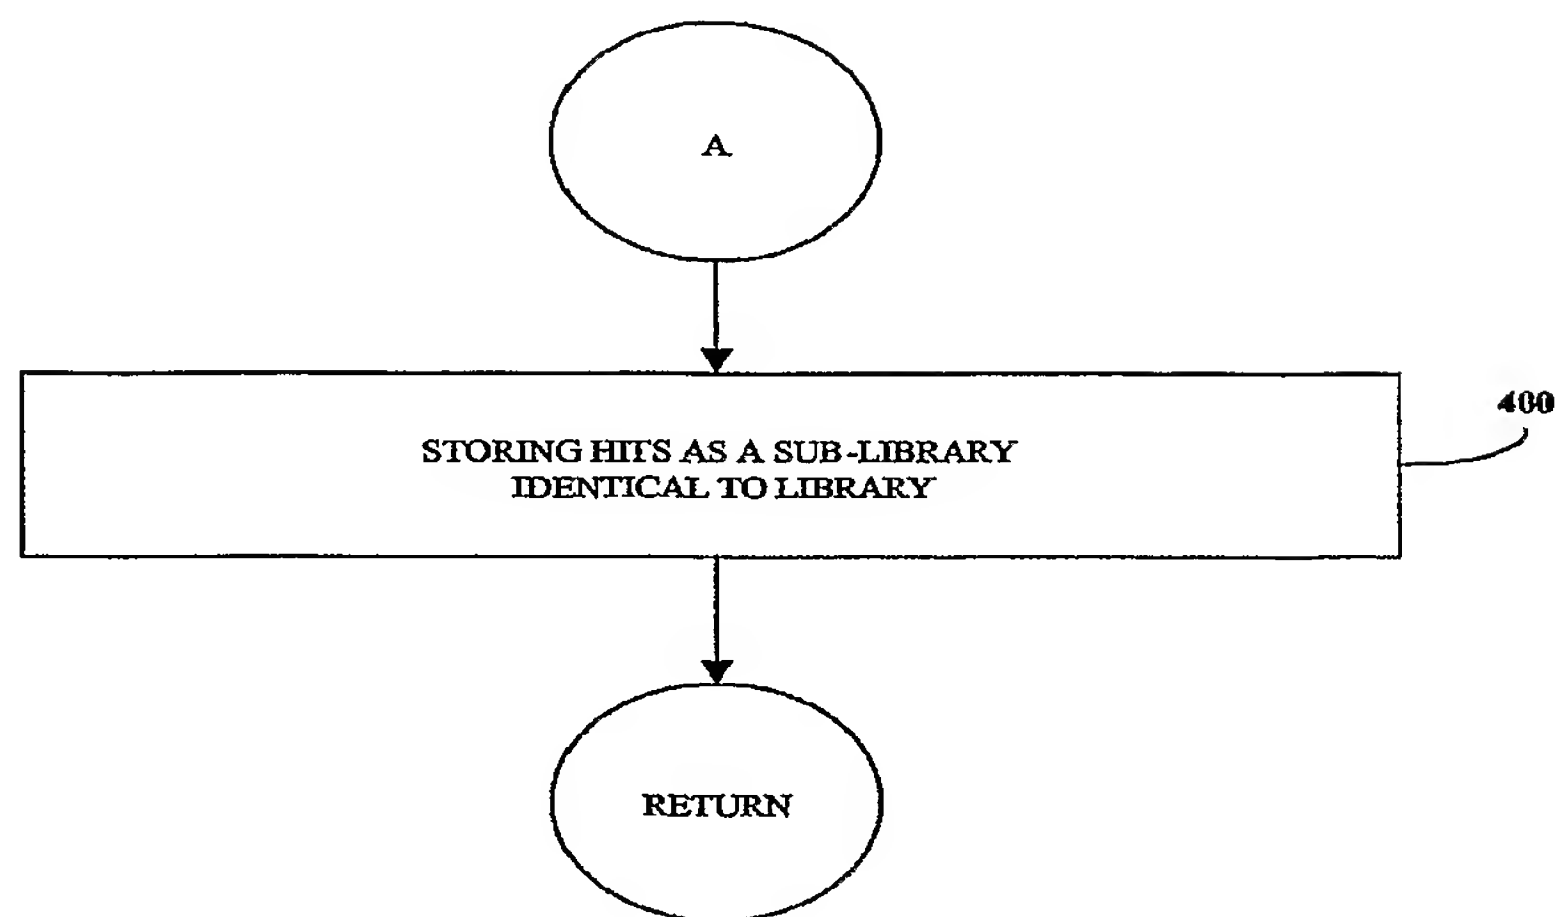 A
400
STORING HITS AS A SUB-LIBRARY
IDENTICAL TO LIBRARY
RETURN